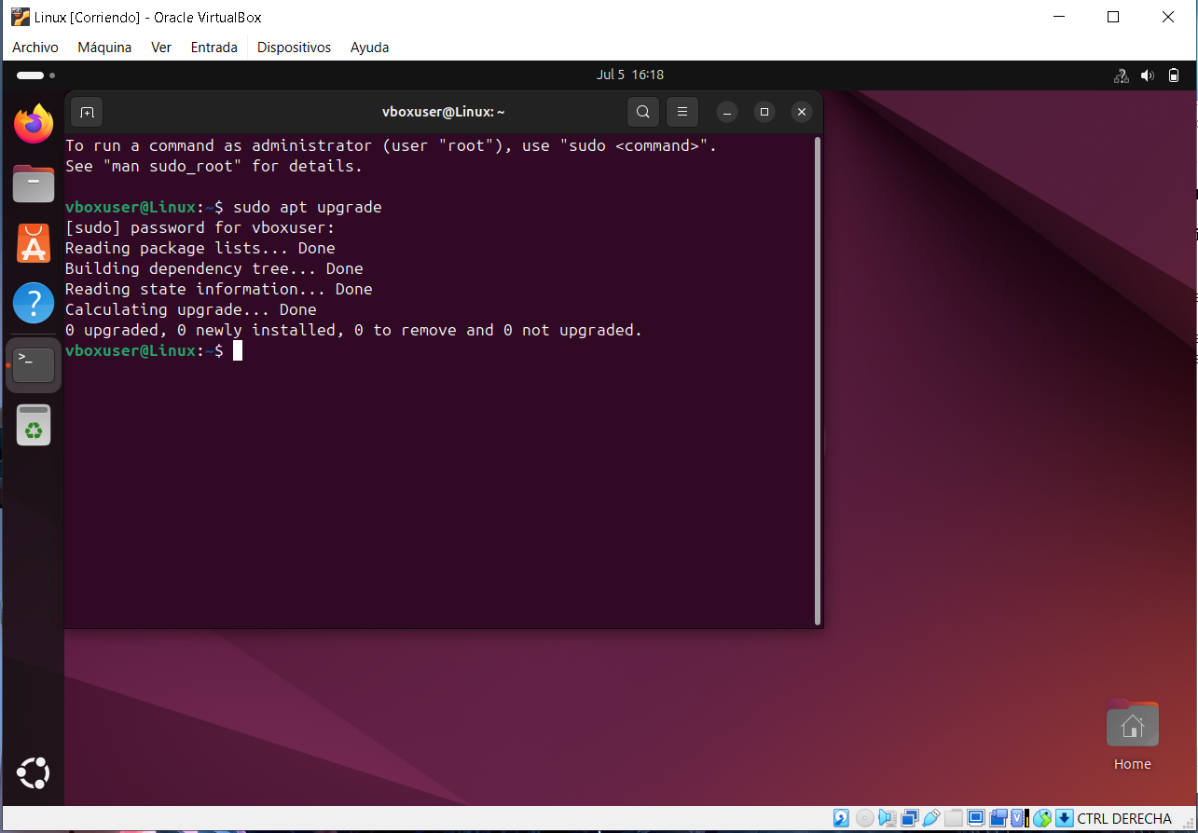 Linux [Corriendo] - Oracle VirtualBox
Archivo Máquina Ver Entrada Dispositivos Ayuda
Jul 5 16:18
vboxuser@Linux: ~
To run a command as administrator (user "root"), use "sudo <command>".
See "man sudo_root" for details.
vboxuser@Linux:~$ sudo apt upgrade
[sudo] password for vboxuser:
Reading package lists... Done
Building dependency tree... Done
Reading state information... Done
Calculating upgrade... Done
0 upgraded, 0 newly installed, 0 to remove and 0 not upgraded.
vboxuser@Linux:~$
Home
CTRL DERECHA